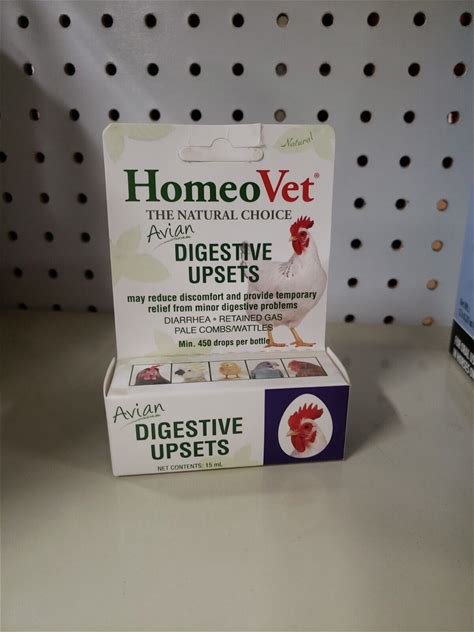 Natural
HomeoVet®
THE NATURAL CHOICE
Avian
DIGESTIVE
UPSETS
may reduce discomfort and provide temporary
relief from minor digestive problems
DIARRHEA • RETAINED GAS
PALE COMBS/WATTLES
Min. 450 drops per bottle
Avian
DIGESTIVE
UPSETS
NET CONTENTS: 15 mL